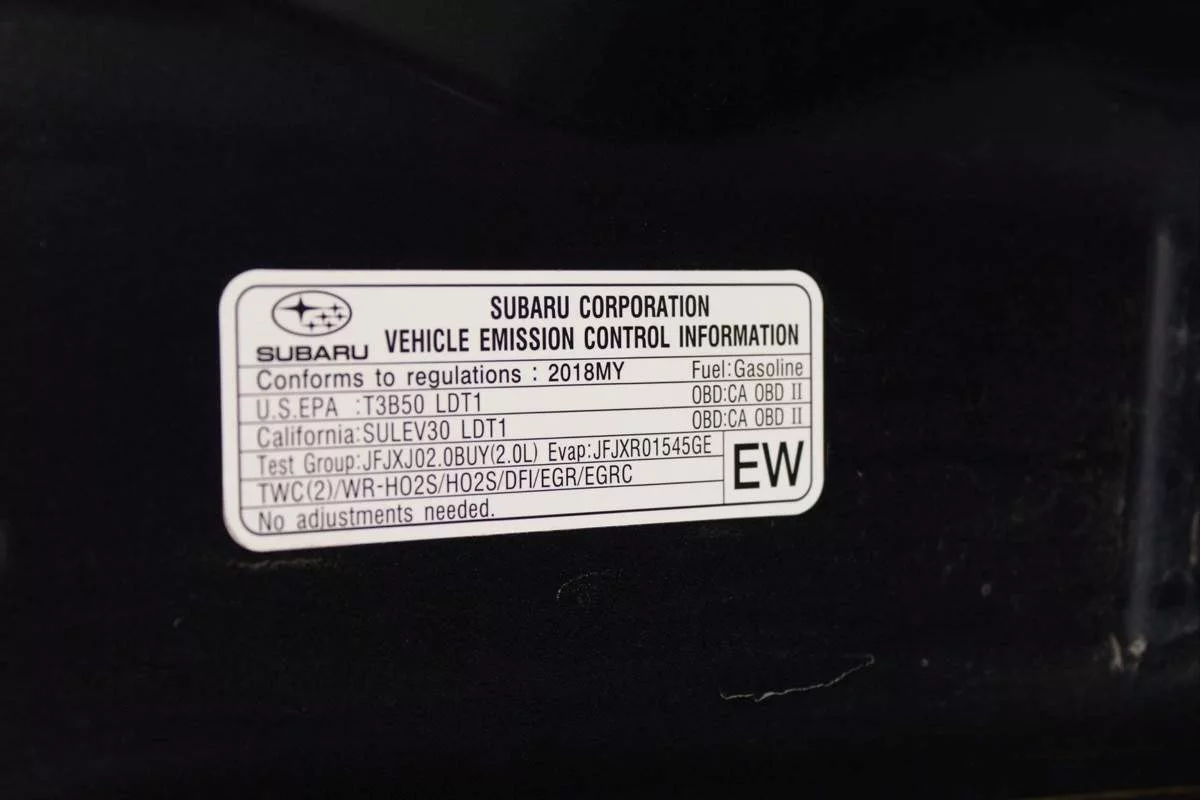 SUBARU CORPORATION
SUBARU VEHICLE EMISSION CONTROL INFORMATION
Conforms to regulations : 2018MY Fuel:Gasoline
U.S.EPA :T3B50 LDT1 OBD:CA OBD II
California:SULEV30 LDT1 OBD:CA OBD II
Test Group:JFJXJ02.0BUY(2.0L) Evap:JFJXR01545GE
TWC(2)/WR-HO2S/HO2S/DFI/EGR/EGRC
No adjustments needed.
EW